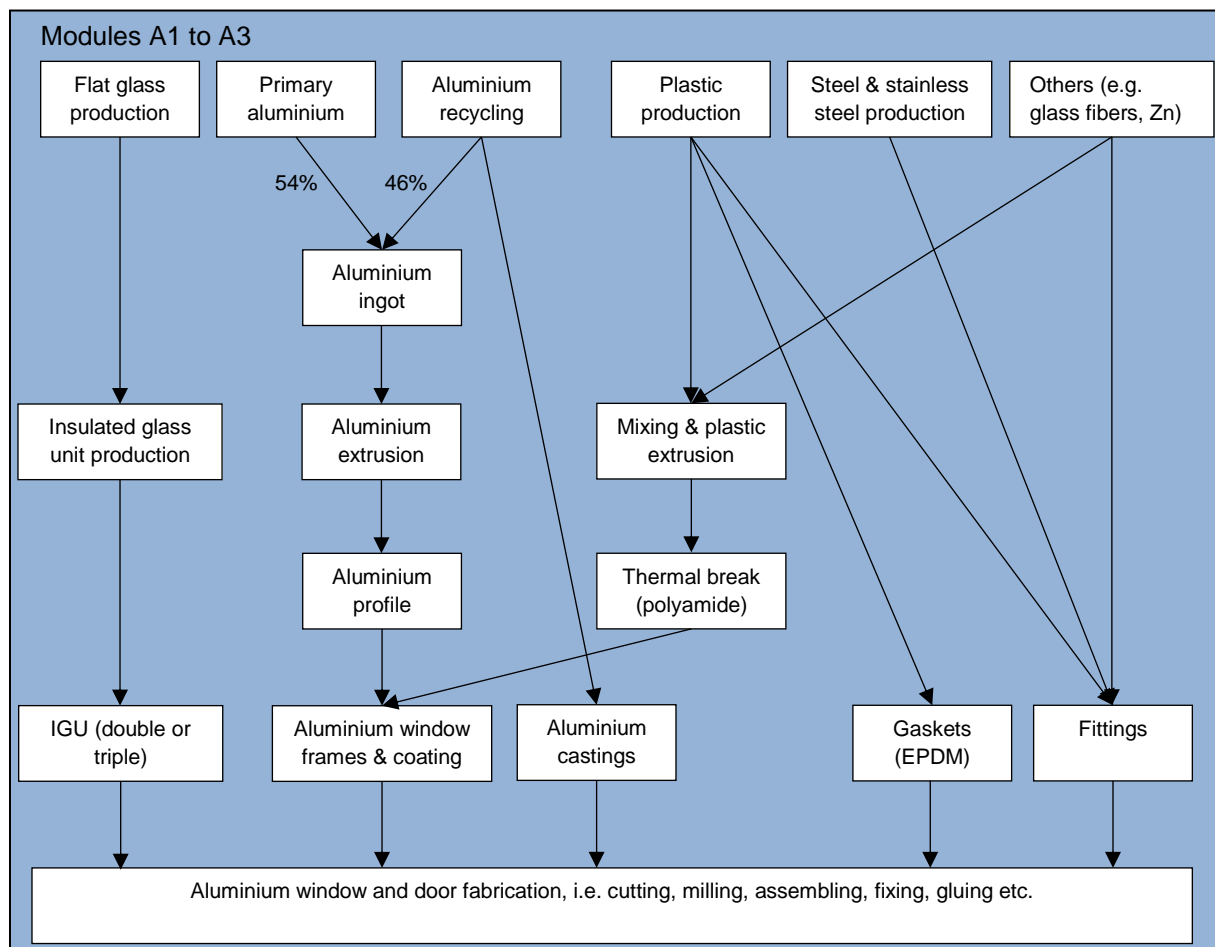 Modules A1 to A3
Flat glass
production
Primary
aluminium
Aluminium
recycling
Plastic
production
Steel & stainless
steel production
Others (e.g.
glass fibers, Zn)
54%
46%
Aluminium
ingot
Insulated glass
unit production
Aluminium
extrusion
Mixing & plastic
extrusion
Aluminium
profile
Thermal break
(polyamide)
IGU (double or
triple)
Aluminium window
frames & coating
Aluminium
castings
Gaskets
(EPDM)
Fittings
Aluminium window and door fabrication, i.e. cutting, milling, assembling, fixing, gluing etc.